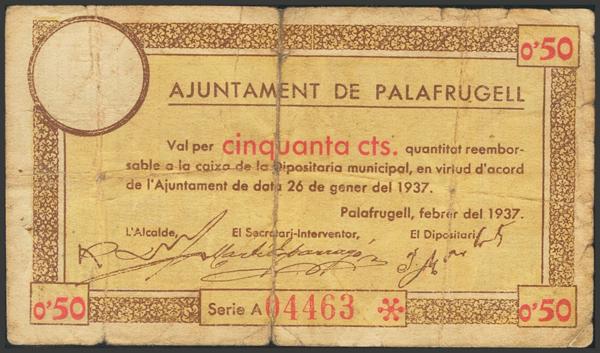 0'50
AJUNTAMENT DE PALAFRUGELL
Val per cinquanta cts. quantitat reembor-
sable a la caixa de la Dipositaria municipal, en virtud d'acord
de l'Ajuntament de data 26 de gener del 1937.
Palafrugell, febrer del 1937.
L'Alcalde, El Secretari-Interventor, El Dipositari
0'50 Serie A 04463 0'50